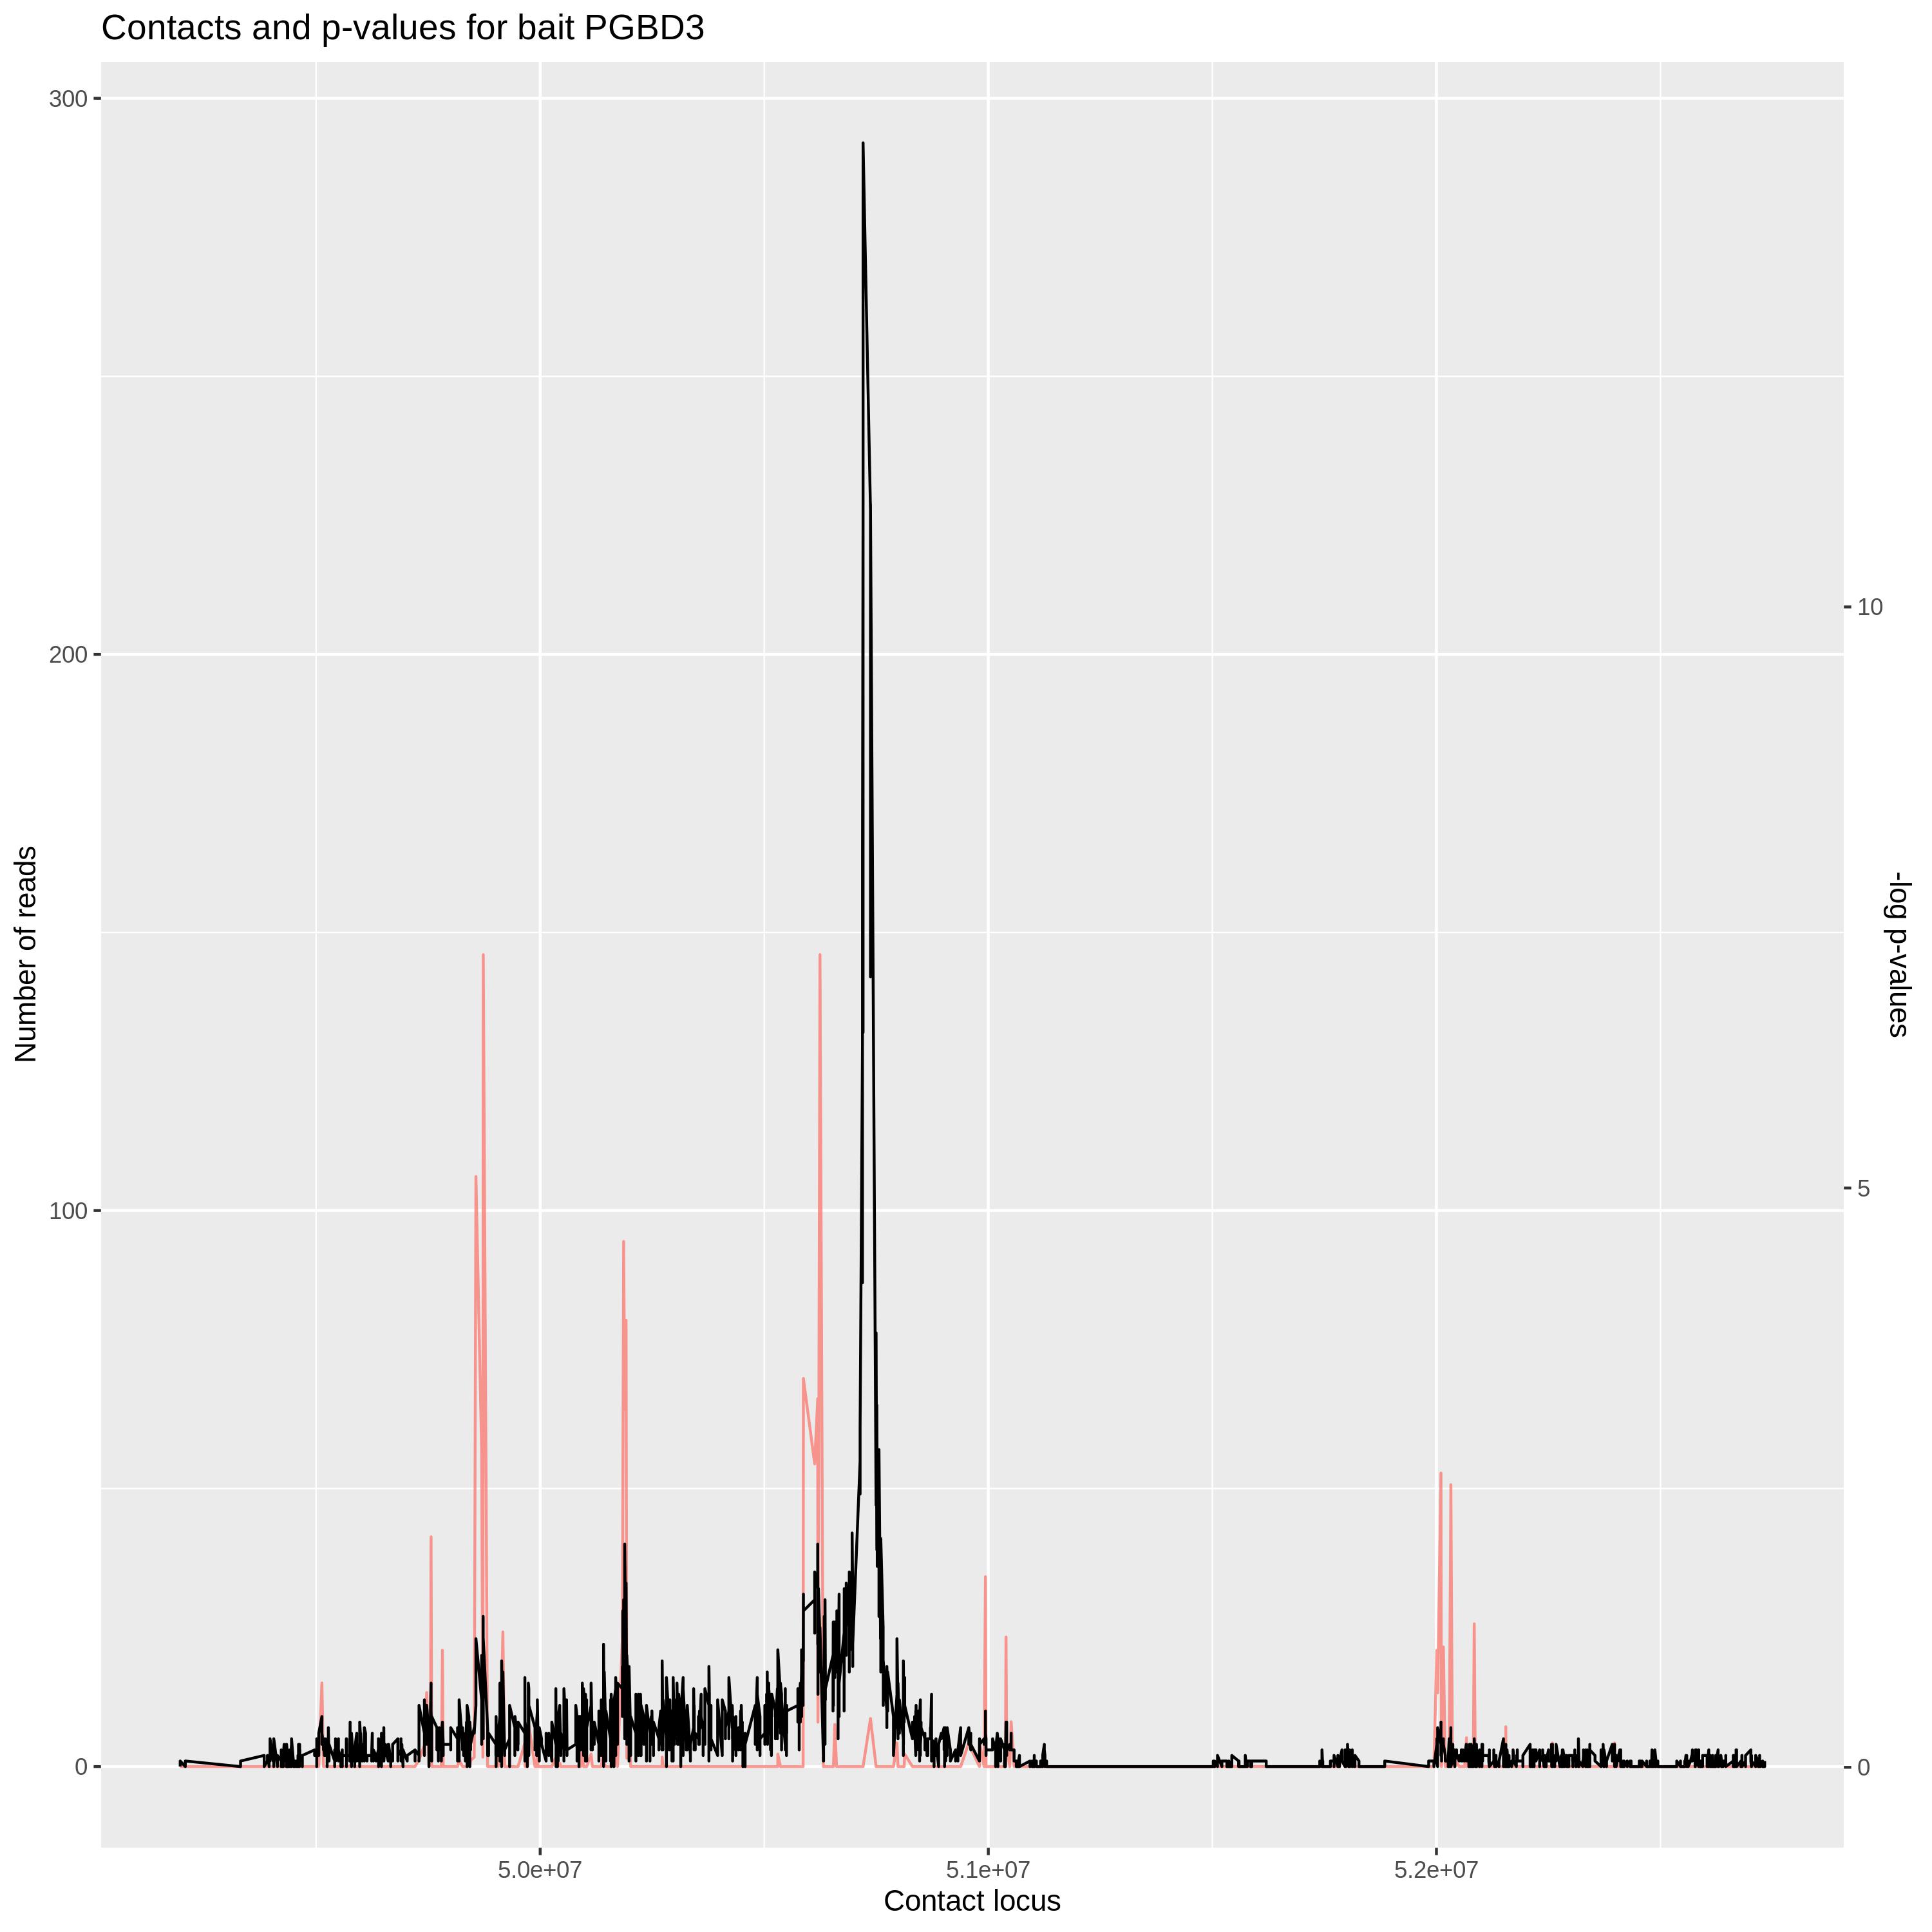 Contacts and p-values for bait PGBD3
300
200
100
0
Number of reads
10
5
0
-log p-values
5.0e+07
5.1e+07
5.2e+07
Contact locus